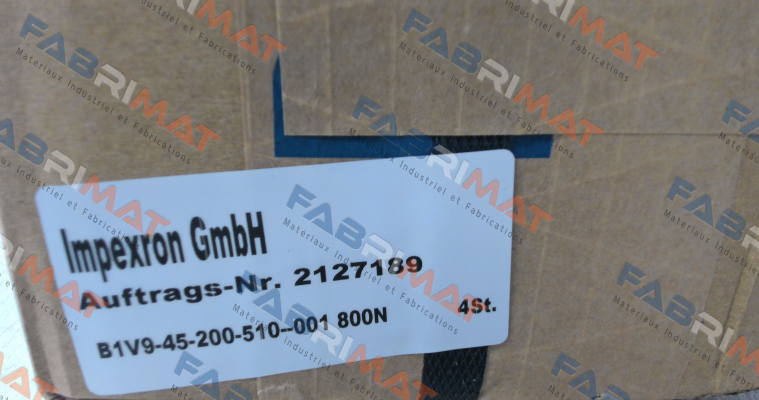 Impexron GmbH
Auftrags-Nr. 2127189
4St.
B1V9-45-200-510--001 800N
FABRIMAT
Materiaux Industriel et Fabrications